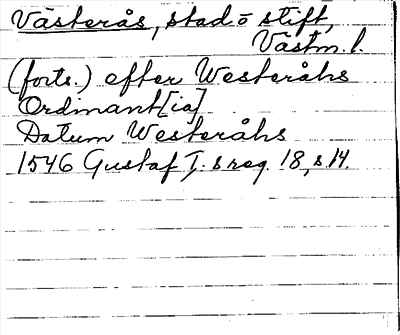 Västerås, stad o stift,
Västm. l.
(forts.) efter Westeråhs
Ordinant[ia]
Datum Westeråhs
1546 Gustaf I:s reg. 18, s. 14.